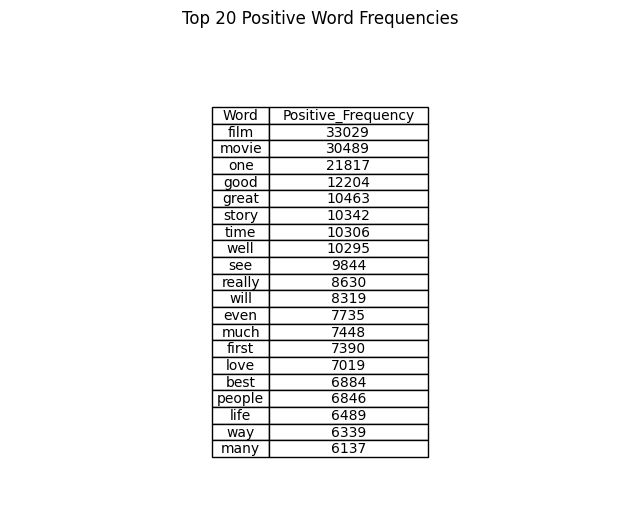 Top 20 Positive Word Frequencies
Word Positive_Frequency
film 33029
movie 30489
one 21817
good 12204
great 10463
story 10342
time 10306
well 10295
see 9844
really 8630
will 8319
even 7735
much 7448
first 7390
love 7019
best 6884
people 6846
life 6489
way 6339
many 6137